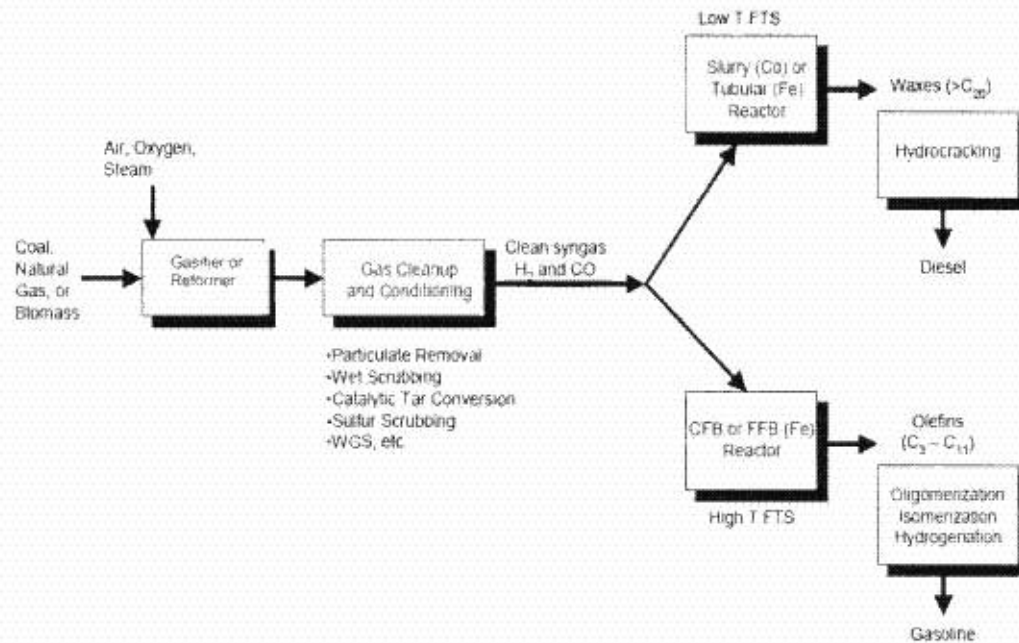 Low T FTS
Slurry (Co) or
Tubular (Fe)
Reactor
Waxes (>C20)
Hydrocracking
Diesel
Air, Oxygen,
Steam
Coal,
Natural
Gas, or
Biomass
Gasifier or
Reformer
Gas Cleanup
and Conditioning
Clean syngas
H2 and CO
•Particulate Removal
•Wet Scrubbing
•Catalytic Tar Conversion
•Sulfur Scrubbing
•WGS, etc
CFB or FFB (Fe)
Reactor
High T FTS
Olefins
(C3 – C11)
Oligomerization
Isomerization
Hydrogenation
Gasoline